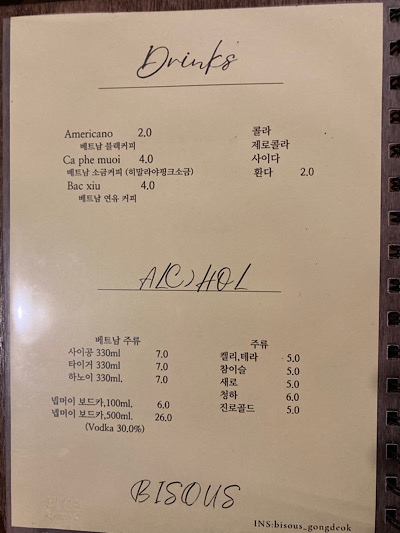 Drinks
Americano 2.0
베트남 블랙커피
Ca phe muoi 4.0
베트남 소금커피 (히말라야핑크소금)
Bac xiu 4.0
베트남 연유 커피
콜라
제로콜라
사이다
환다 2.0
ALCOHOL
베트남 주류
사이공 330ml 7.0
타이거 330ml 7.0
하노이 330ml. 7.0
넵머이 보드카,100ml. 6.0
넵머이 보드카,500ml. 26.0
(Vodka 30.0%)
주류
켈리,테라 5.0
참이슬 5.0
새로 5.0
청하 6.0
진로골드 5.0
BISOUS
INS:bisous_gongdeok